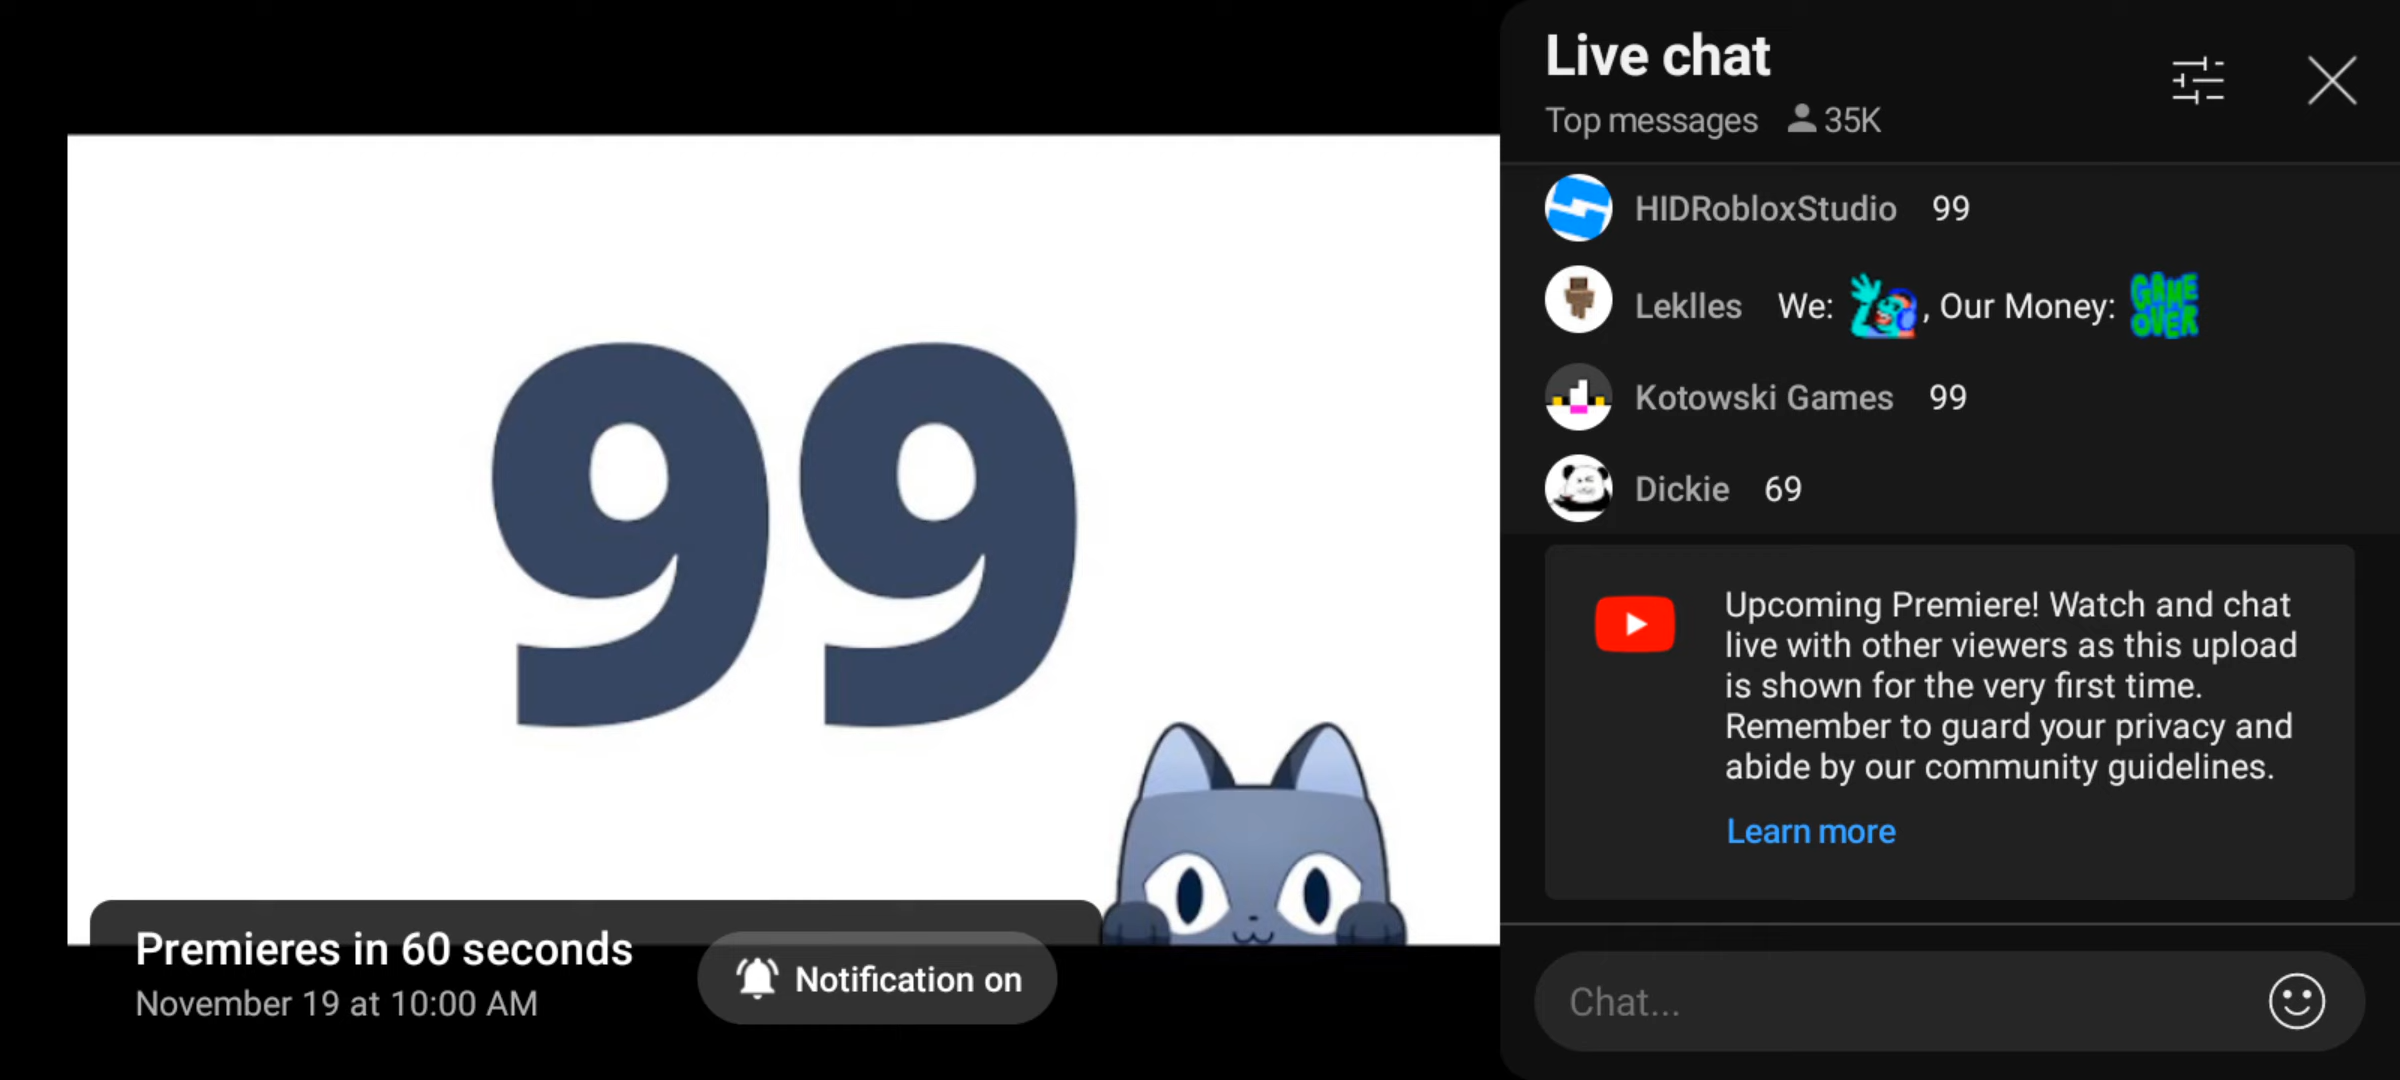 99
Premieres in 60 seconds
November 19 at 10:00 AM
Notification on
Live chat
Top messages 35K
HIDRobloxStudio 99
Leklles We: , Our Money: GAME OVER
Kotowski Games 99
Dickie 69
Upcoming Premiere! Watch and chat
live with other viewers as this upload
is shown for the very first time.
Remember to guard your privacy and
abide by our community guidelines.
Learn more
Chat...